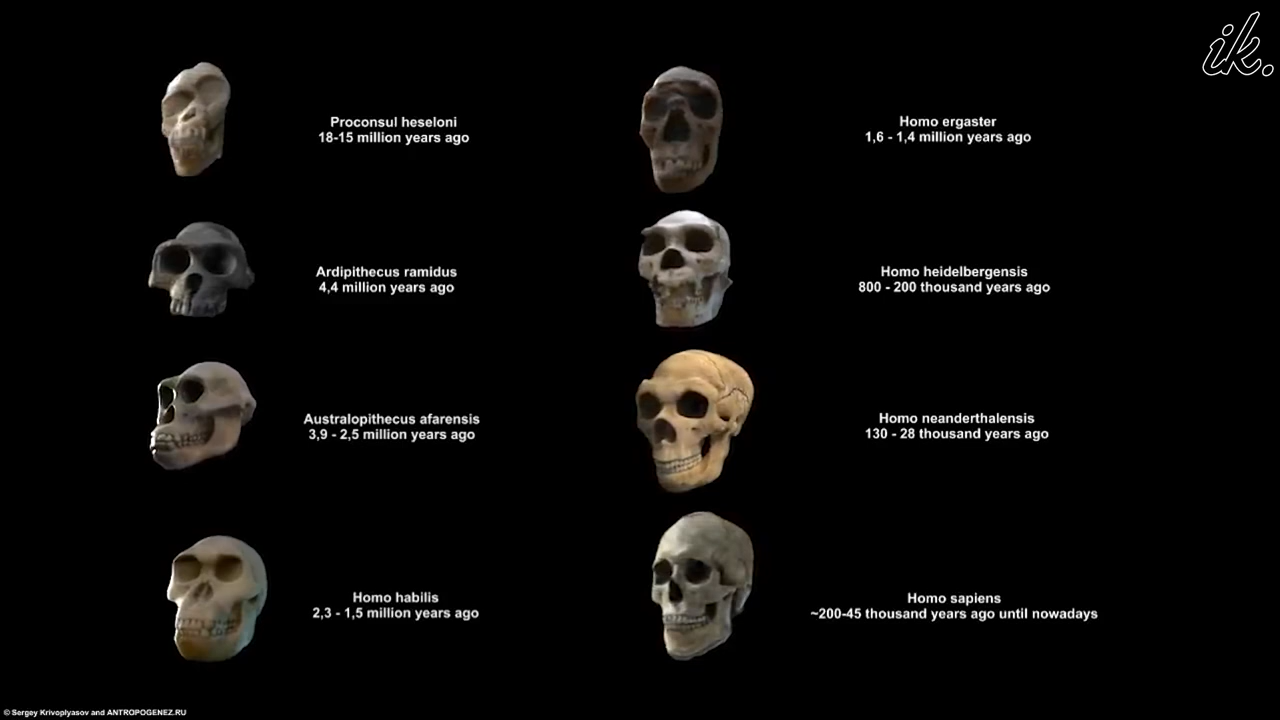 ik.
Proconsul heseloni
18-15 million years ago
Ardipithecus ramidus
4,4 million years ago
Australopithecus afarensis
3,9 - 2,5 million years ago
Homo habilis
2,3 - 1,5 million years ago
Homo ergaster
1,6 - 1,4 million years ago
Homo heidelbergensis
800 - 200 thousand years ago
Homo neanderthalensis
130 - 28 thousand years ago
Homo sapiens
~200-45 thousand years ago until nowadays
© Sergey Krivoplyasov and ANTROPOGENEZ.RU